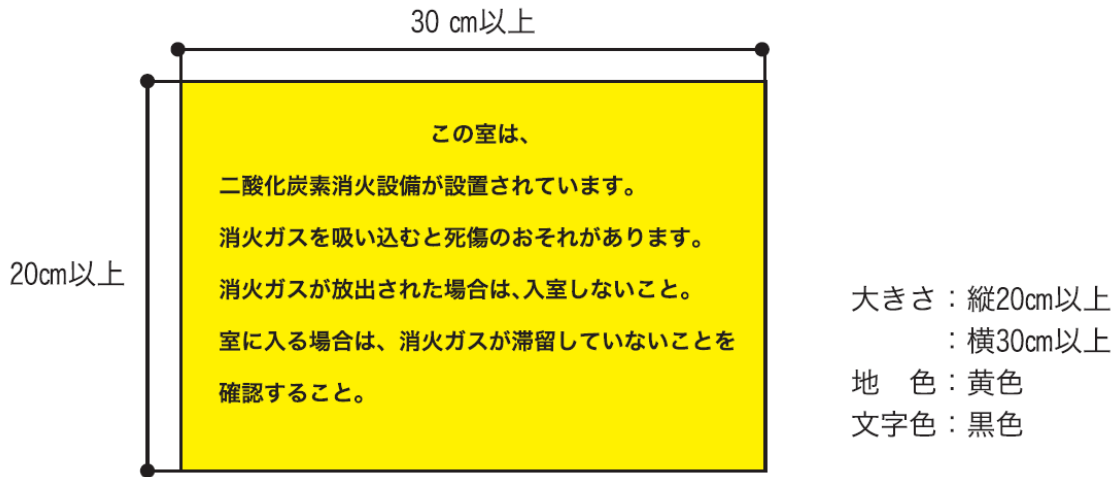 30 cm以上
20cm以上
この室は、
二酸化炭素消火設備が設置されています。
消火ガスを吸い込むと死傷のおそれがあります。
消火ガスが放出された場合は、入室しないこと。
室に入る場合は、消火ガスが滞留していないことを
確認すること。
大きさ：縦20cm以上
：横30cm以上
地　色：黄色
文字色：黒色